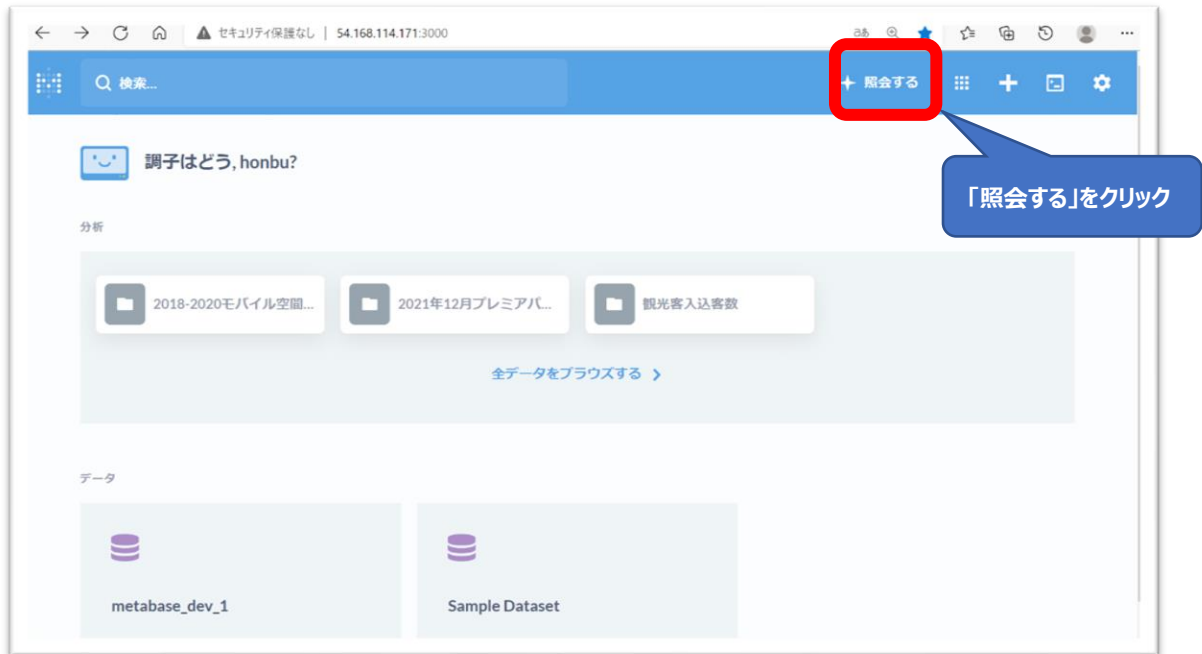 セキュリティ保護なし | 54.168.114.171:3000
検索...
照会する
「照会する」をクリック
調子はどう, honbu?
分析
2018-2020モバイル空間...
2021年12月プレミアパ...
観光客入込客数
全データをブラウズする
データ
metabase_dev_1
Sample Dataset